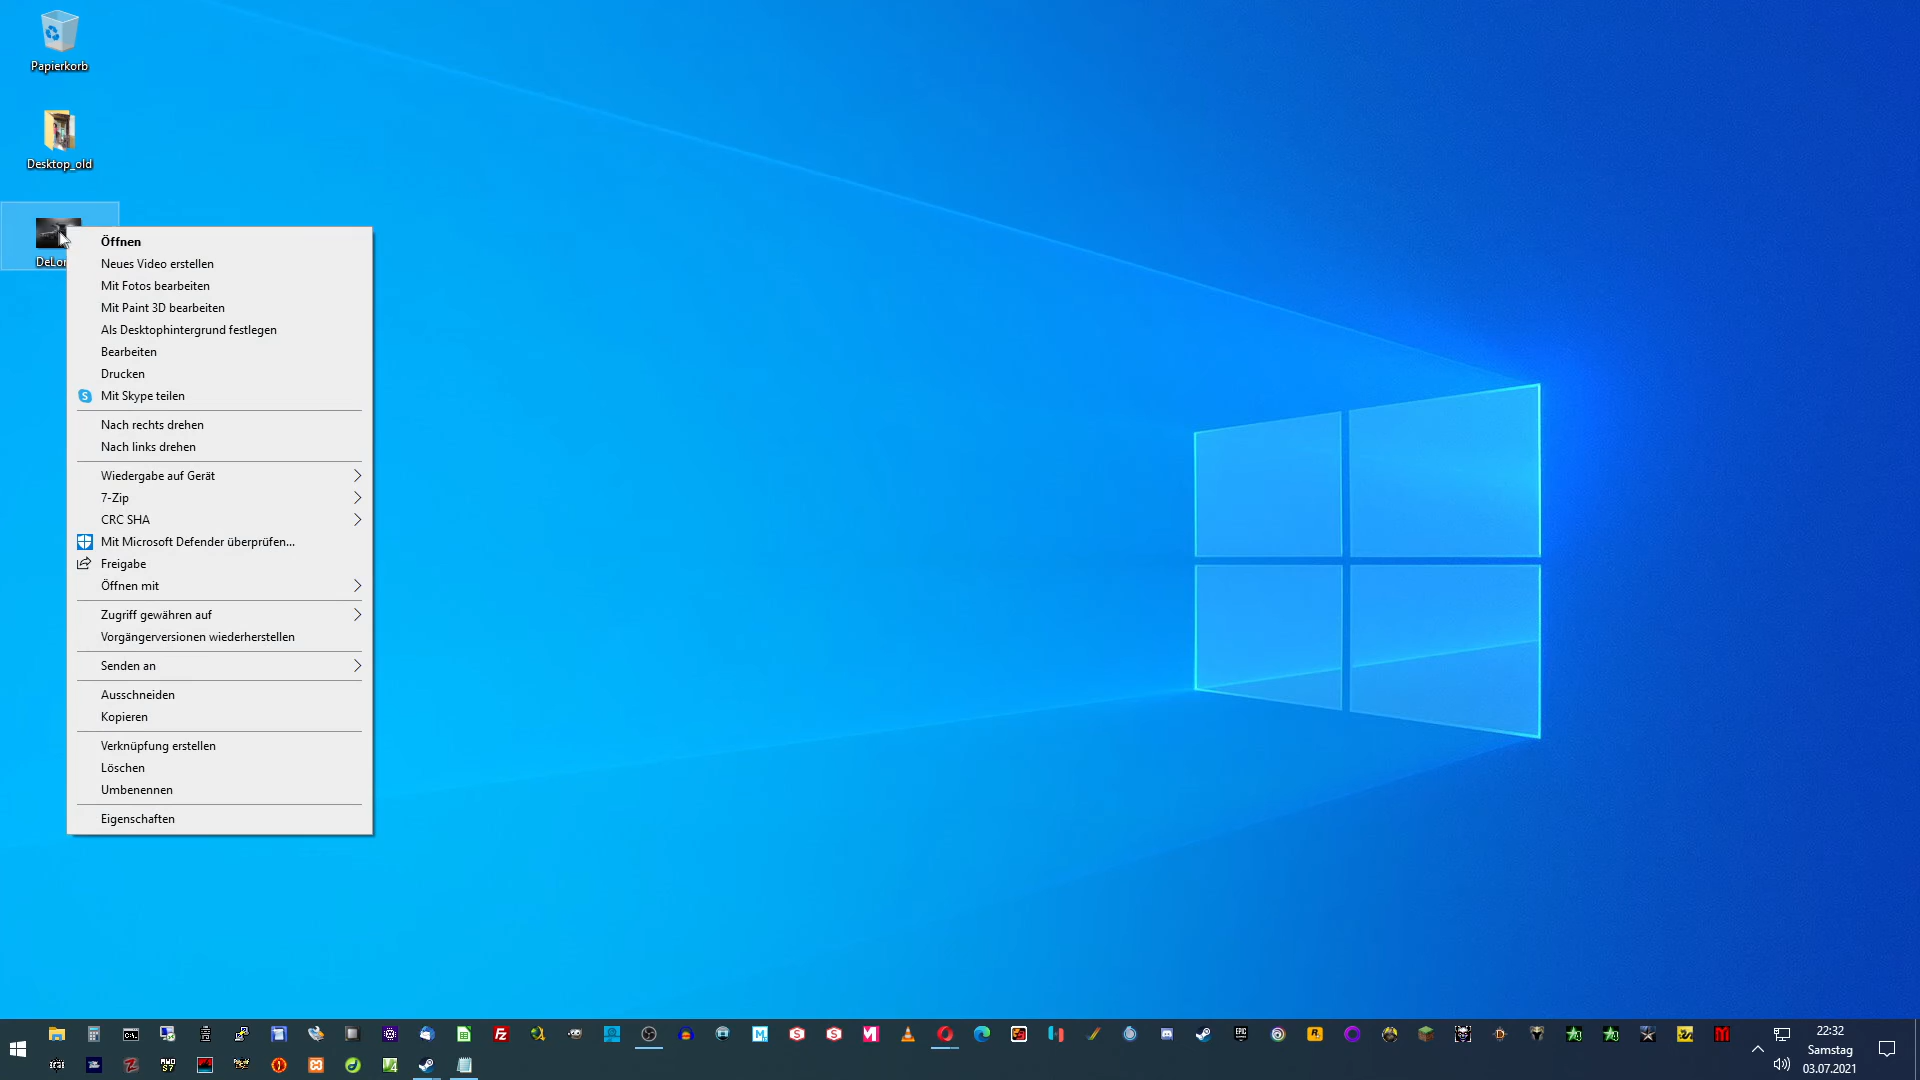 Papierkorb
Desktop_old
Öffnen
Neues Video erstellen
Mit Fotos bearbeiten
Mit Paint 3D bearbeiten
Als Desktophintergrund festlegen
Bearbeiten
Drucken
Mit Skype teilen
Nach rechts drehen
Nach links drehen
Wiedergabe auf Gerät
7-Zip
CRC SHA
Mit Microsoft Defender überprüfen...
Freigabe
Öffnen mit
Zugriff gewähren auf
Vorgängerversionen wiederherstellen
Senden an
Ausschneiden
Kopieren
Verknüpfung erstellen
Löschen
Umbenennen
Eigenschaften
22:32
Samstag
03.07.2021